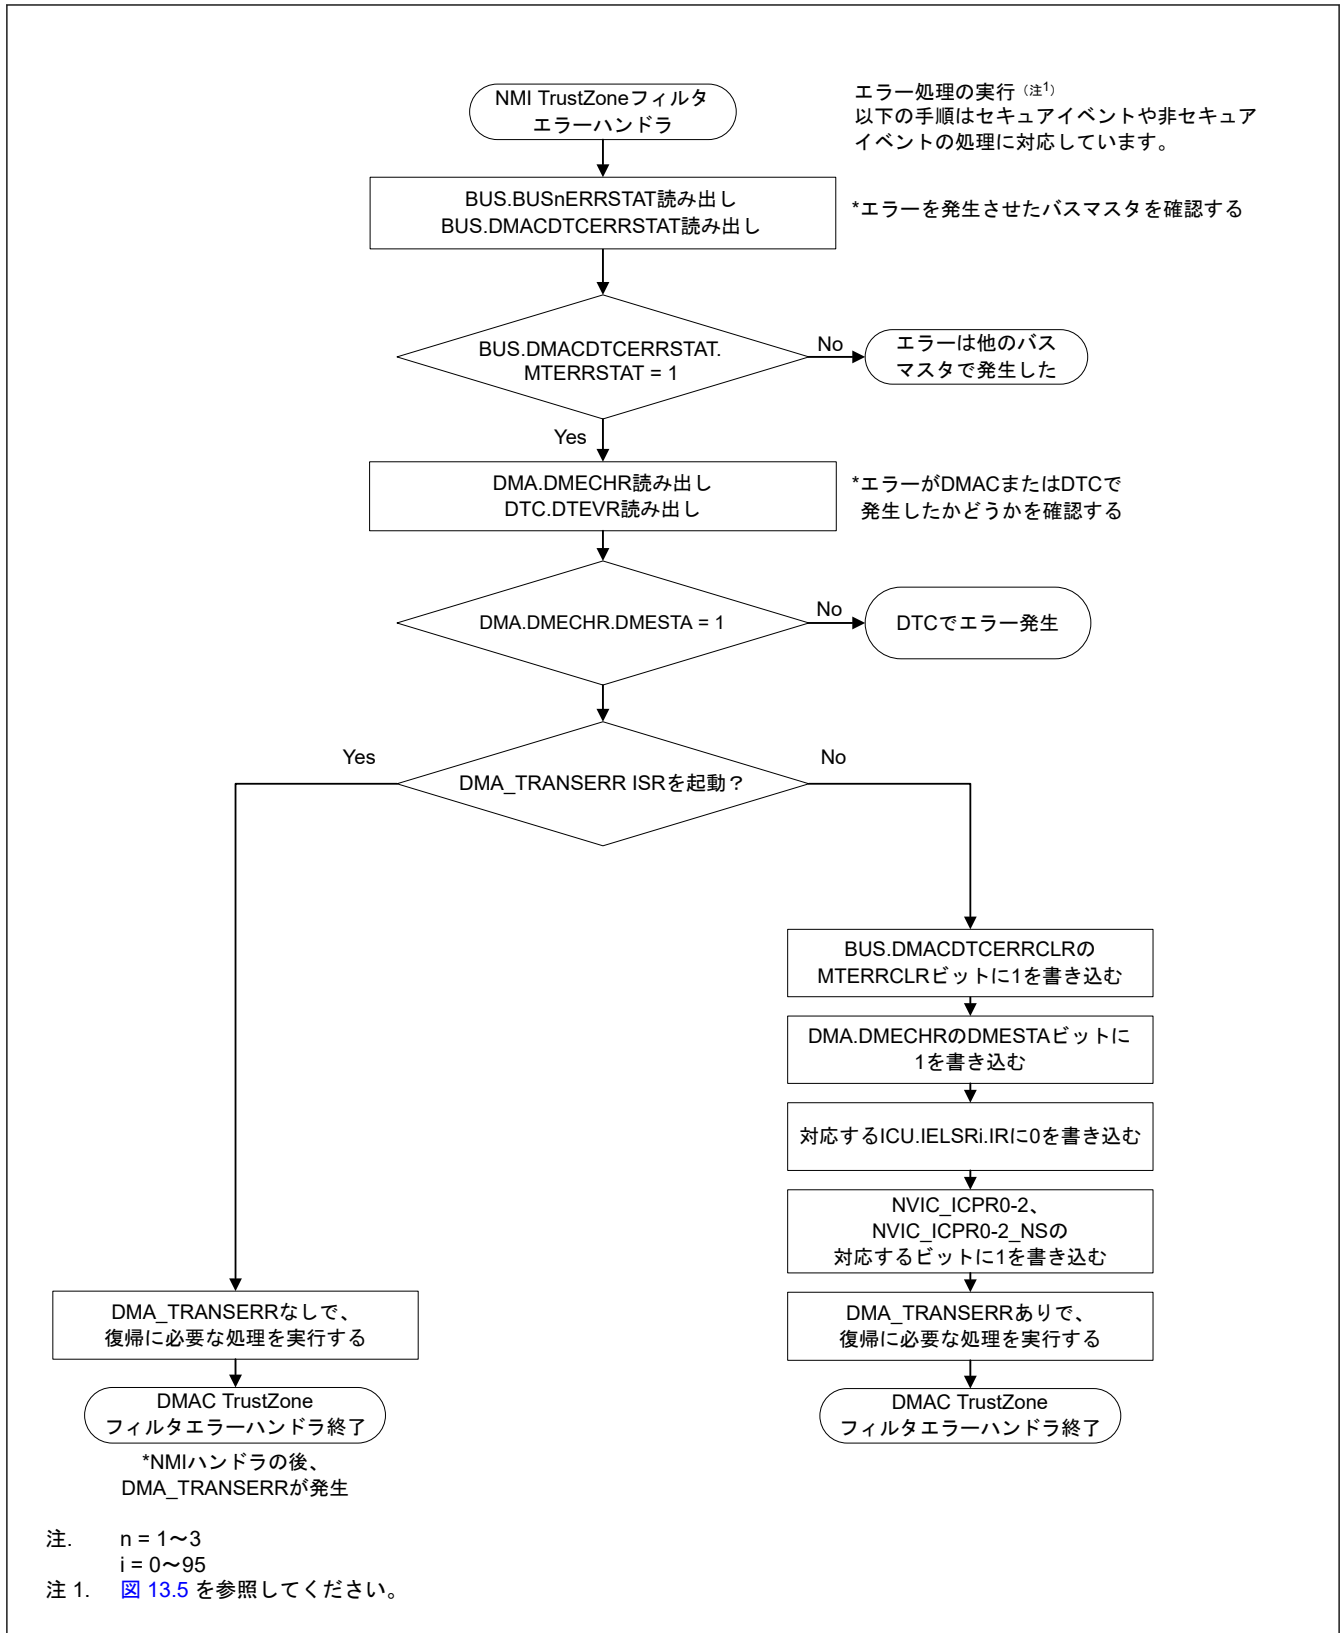 NMI TrustZoneフィルタ
エラーハンドラ
エラー処理の実行 (注1)
以下の手順はセキュアイベントや非セキュア
イベントの処理に対応しています。
BUS.BUSnERRSTAT読み出し
BUS.DMACDTCERRSTAT読み出し
*エラーを発生させたバスマスタを確認する
BUS.DMACDTCERRSTAT.
MTERRSTAT = 1
No
エラーは他のバス
マスタで発生した
Yes
DMA.DMECHR読み出し
DTC.DTEVR読み出し
*エラーがDMACまたはDTCで
発生したかどうかを確認する
DMA.DMECHR.DMESTA = 1
No
DTCでエラー発生
Yes
DMA_TRANSERR ISRを起動？
No
BUS.DMACDTCERRCLRの
MTERRCLRビットに1を書き込む
DMA.DMECHRのDMESTAビットに
1を書き込む
対応するICU.IELSRi.IRに0を書き込む
NVIC_ICPR0-2、
NVIC_ICPR0-2_NSの
対応するビットに1を書き込む
DMA_TRANSERRなしで、
復帰に必要な処理を実行する
DMA_TRANSERRありで、
復帰に必要な処理を実行する
DMAC TrustZone
フィルタエラーハンドラ終了
DMAC TrustZone
フィルタエラーハンドラ終了
*NMIハンドラの後、
DMA_TRANSERRが発生
注. n = 1～3
i = 0～95
注 1. 図 13.5 を参照してください。